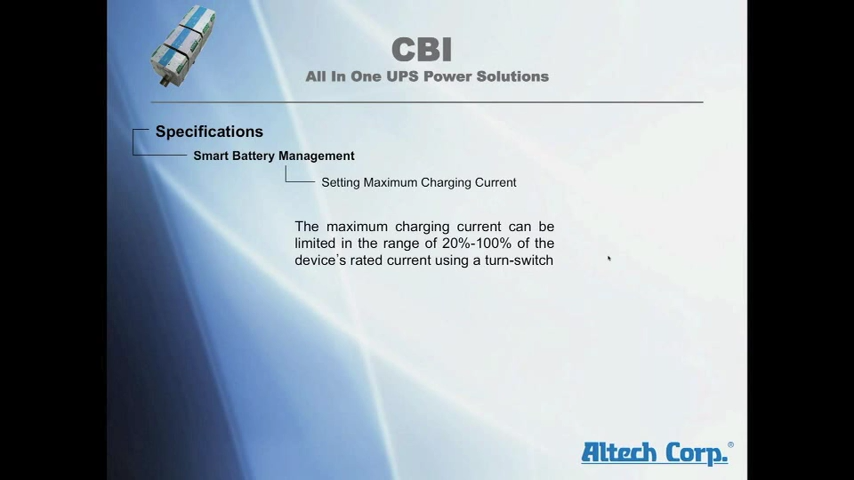 CBI
All In One UPS Power Solutions
Specifications
Smart Battery Management
Setting Maximum Charging Current
The maximum charging current can be
limited in the range of 20%-100% of the
device's rated current using a turn-switch
Altech Corp.®